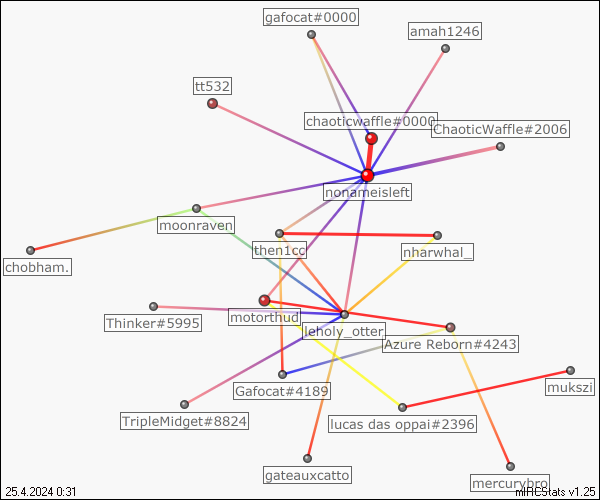 gafocat#0000
amah1246
tt532
chaoticwaffle#0000
ChaoticWaffle#2006
nonameisleft
moonraven
then1co
nharwhal_
chobham.
Thinker#5995
motorthud
leholy_otter
Azure Reborn#4243
Gafocat#4189
mukszi
TripleMidget#8824
lucas das oppai#2396
gateauxcatto
mercurybro
25.4.2024 0:31
mIRCStats v1.25